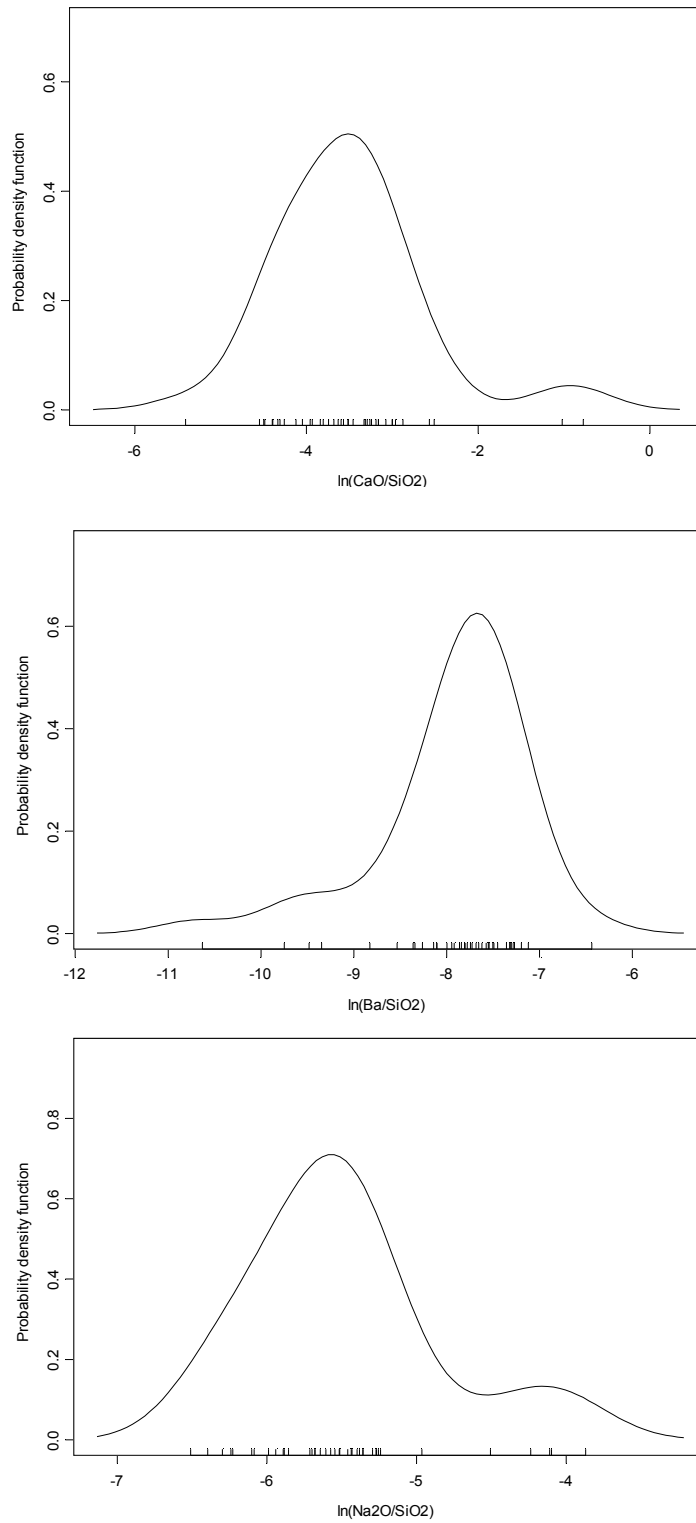 Probability density function
0.6
0.4
0.2
0.0
-6 -4 -2 0
ln(CaO/SiO2)
Probability density function
0.6
0.4
0.2
0.0
-12 -11 -10 -9 -8 -7 -6
ln(Ba/SiO2)
Probability density function
0.8
0.6
0.4
0.2
0.0
-7 -6 -5 -4
ln(Na2O/SiO2)